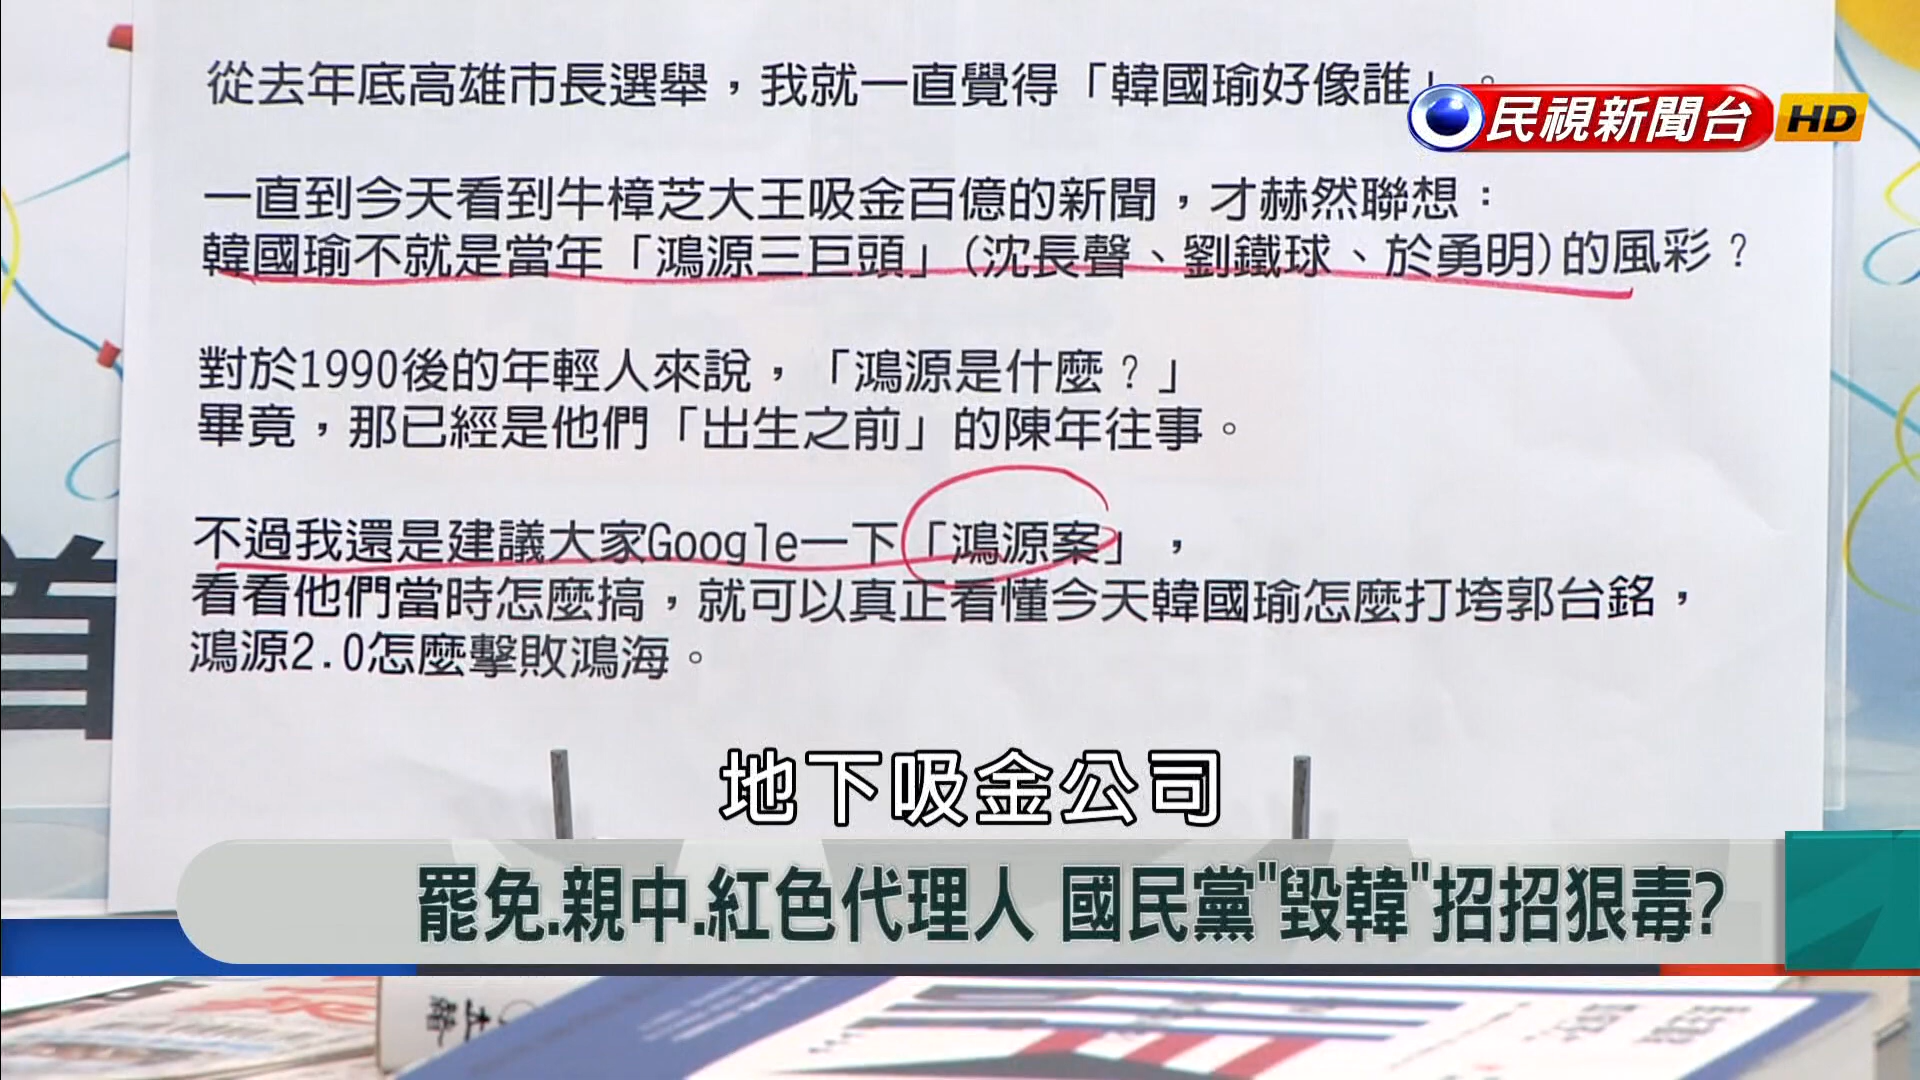 從去年底高雄市長選舉，我就一直覺得「韓國瑜好像誰」。
民視新聞台 HD
一直到今天看到牛樟芝大王吸金百億的新聞，才赫然聯想：
韓國瑜不就是當年「鴻源三巨頭」(沈長聲、劉鐵球、於勇明)的風彩？
對於1990後的年輕人來說，「鴻源是什麼？」
畢竟，那已經是他們「出生之前」的陳年往事。
不過我還是建議大家Google一下「鴻源案」，
看看他們當時怎麼搞，就可以真正看懂今天韓國瑜怎麼打垮郭台銘，
鴻源2.0怎麼擊敗鴻海。
地下吸金公司
罷免.親中.紅色代理人 國民黨"毀韓"招招狠毒?